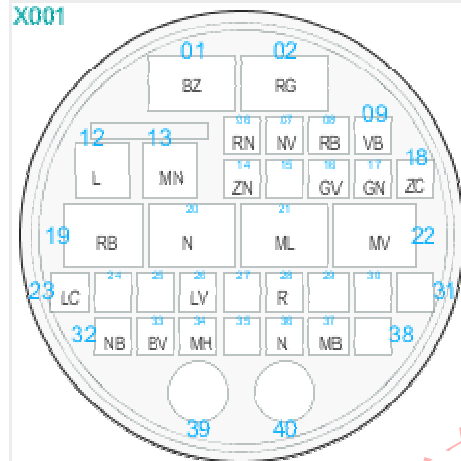 X001
01 02
BZ RG
06 07 08 09
RN NV RB VB
12 13
L MN
14 15 16 17 18
ZN GV GN ZC
20 21
19 RB N ML MV 22
24 25 26 27 28 29 30
23 LC LV R 31
33 34 35 36 37
32 NB BV MH N MB 38
39 40